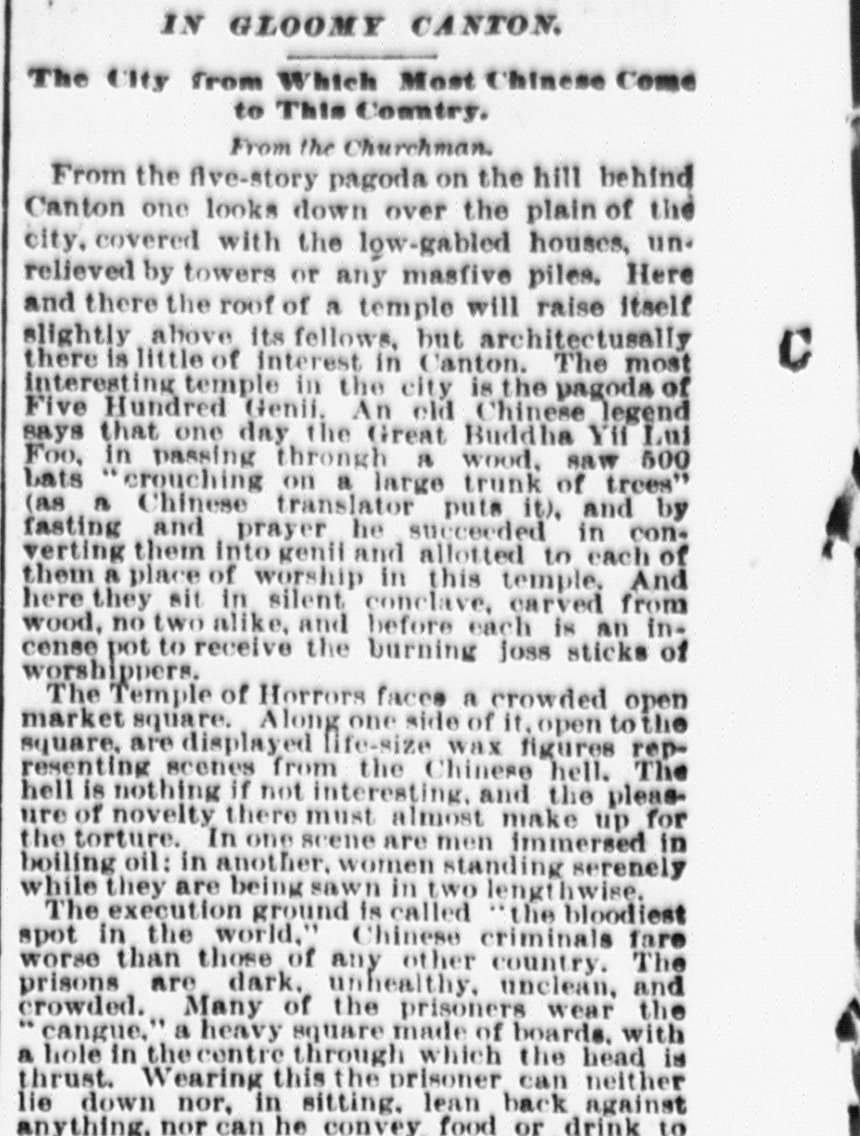 IN GLOOMY CANTON.
The City from Which Most Chinese Come
to This Country.
From the Churchman.
From the five-story pagoda on the hill behind
Canton one looks down over the plain of the
city, covered with the low-gabled houses, un-
relieved by towers or any masfive piles. Here
and there the roof of a temple will raise itself
slightly above its fellows, but architectusally
there is little of interest in Canton. The most
interesting temple in the city is the pagoda of
Five Hundred Genii. An old Chinese legend
says that one day the Great Buddha Yii Lui
Foo, in passing through a wood, saw 500
bats "crouching on a large trunk of trees"
(as a Chinese translator puts it), and by
fasting and prayer he succeeded in con-
verting them into genii and allotted to each of
them a place of worship in this temple. And
here they sit in silent conclave, carved from
wood, no two alike, and before each is an in-
cense pot to receive the burning joss sticks of
worshippers.
The Temple of Horrors faces a crowded open
market square. Along one side of it, open to the
square, are displayed life-size wax figures rep-
resenting scenes from the Chinese hell. The
hell is nothing if not interesting, and the pleas-
ure of novelty there must almost make up for
the torture. In one scene are men immersed in
boiling oil; in another, women standing serenely
while they are being sawn in two lengthwise.
The execution ground is called "the bloodiest
spot in the world." Chinese criminals fare
worse than those of any other country. The
prisons are dark, unhealthy, unclean, and
crowded. Many of the prisoners wear the
"cangue," a heavy square made of boards, with
a hole in the centre through which the head is
thrust. Wearing this the prisoner can neither
lie down nor, in sitting, lean back against
anything, nor can he convey food or drink to
C